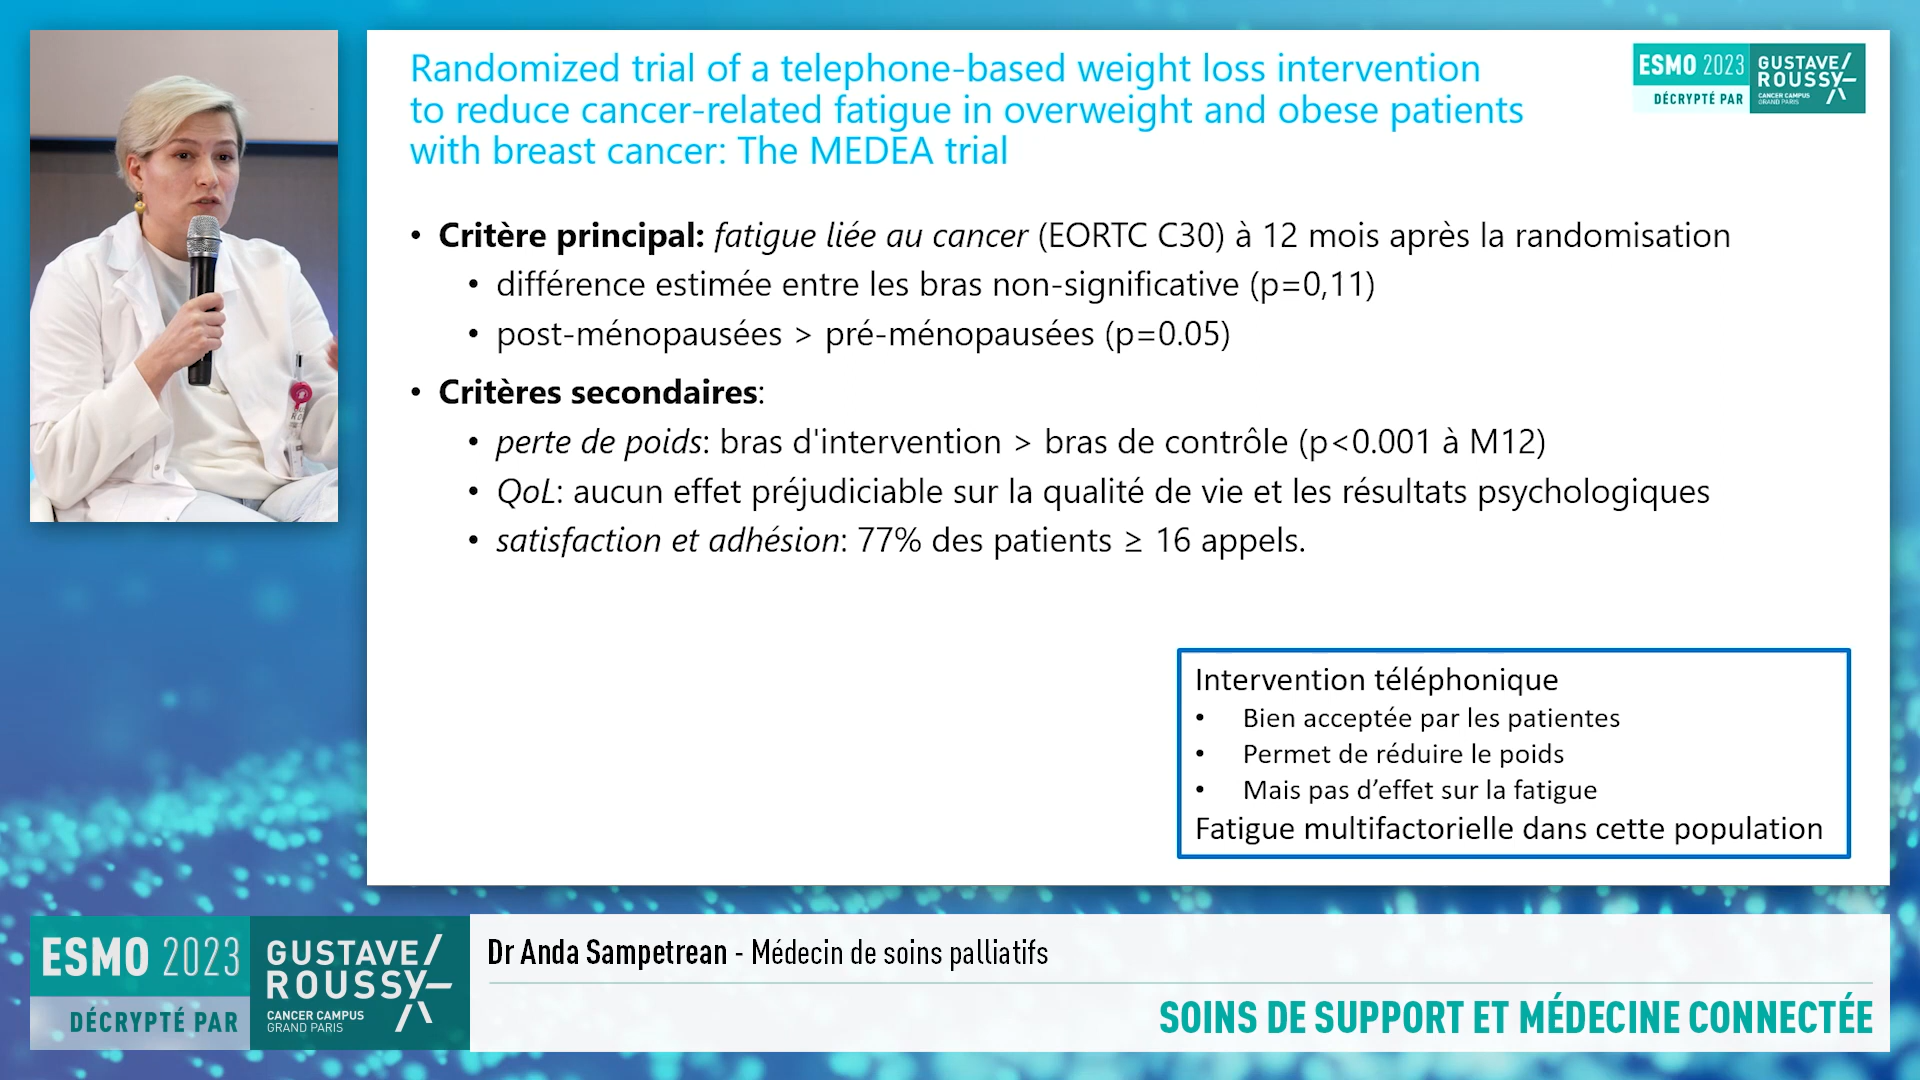 Randomized trial of a telephone-based weight loss intervention
to reduce cancer-related fatigue in overweight and obese patients
with breast cancer: The MEDEA trial
ESMO 2023
DÉCRYPTÉ PAR
GUSTAVE/
ROUSSY
CANCER CAMPUS
GRAND PARIS
• Critère principal: fatigue liée au cancer (EORTC C30) à 12 mois après la randomisation
• différence estimée entre les bras non-significative (p=0,11)
• post-ménopausées > pré-ménopausées (p=0.05)
• Critères secondaires:
• perte de poids: bras d'intervention > bras de contrôle (p<0.001 à M12)
• QoL: aucun effet préjudiciable sur la qualité de vie et les résultats psychologiques
• satisfaction et adhésion: 77% des patients ≥ 16 appels.
Intervention téléphonique
• Bien acceptée par les patientes
• Permet de réduire le poids
• Mais pas d’effet sur la fatigue
Fatigue multifactorielle dans cette population
ESMO 2023
DÉCRYPTÉ PAR
GUSTAVE/
ROUSSY
CANCER CAMPUS
GRAND PARIS
Dr Anda Sampetrean - Médecin de soins palliatifs
SOINS DE SUPPORT ET MÉDECINE CONNECTÉE